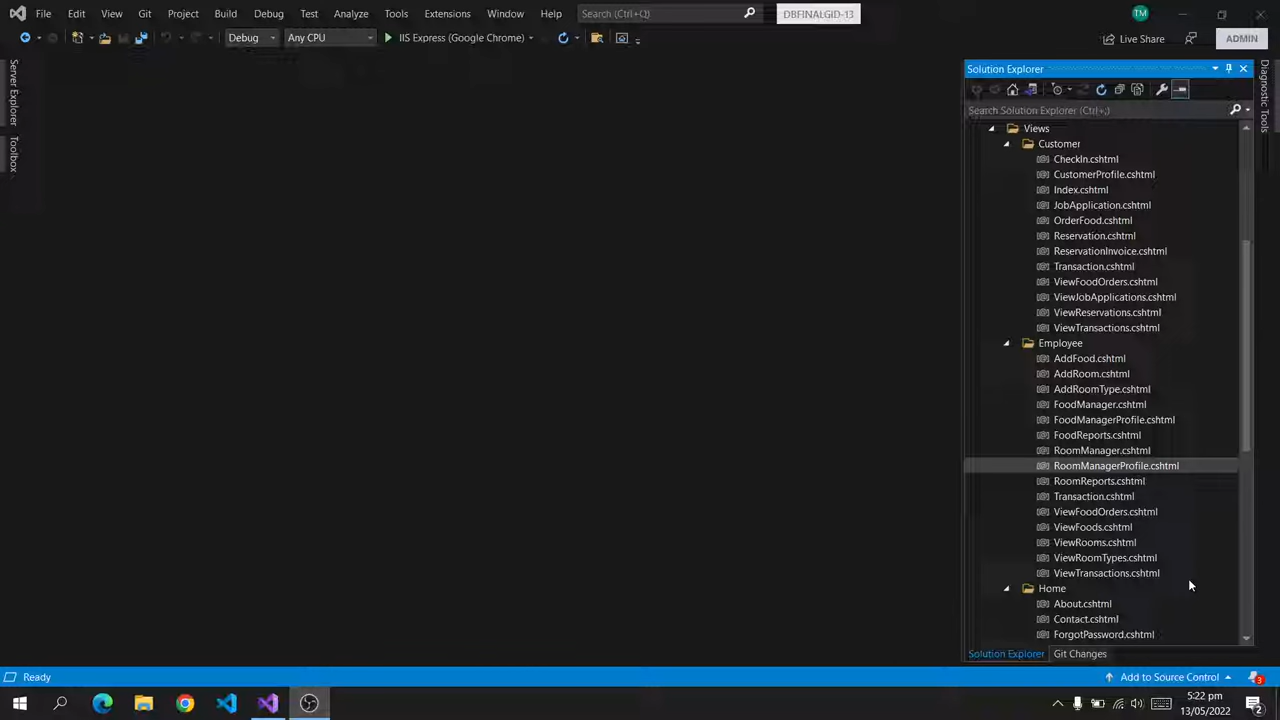 File Edit View Git Project Build Debug Test Analyze Tools Extensions Window Help Search (Ctrl+Q) DBFINALGID-13 TM
Debug Any CPU IIS Express (Google Chrome) Live Share ADMIN
Server Explorer
Toolbox
Solution Explorer
Diagnostic Tools
Search Solution Explorer (Ctrl+;)
Views
Customer
CheckIn.cshtml
CustomerProfile.cshtml
Index.cshtml
JobApplication.cshtml
OrderFood.cshtml
Reservation.cshtml
ReservationInvoice.cshtml
Transaction.cshtml
ViewFoodOrders.cshtml
ViewJobApplications.cshtml
ViewReservations.cshtml
ViewTransactions.cshtml
Employee
AddFood.cshtml
AddRoom.cshtml
AddRoomType.cshtml
FoodManager.cshtml
FoodManagerProfile.cshtml
FoodReports.cshtml
RoomManager.cshtml
RoomManagerProfile.cshtml
RoomReports.cshtml
Transaction.cshtml
ViewFoodOrders.cshtml
ViewFoods.cshtml
ViewRooms.cshtml
ViewRoomTypes.cshtml
ViewTransactions.cshtml
Home
About.cshtml
Contact.cshtml
ForgotPassword.cshtml
Solution Explorer Git Changes
Ready Add to Source Control 3
5:22 pm
13/05/2022 2